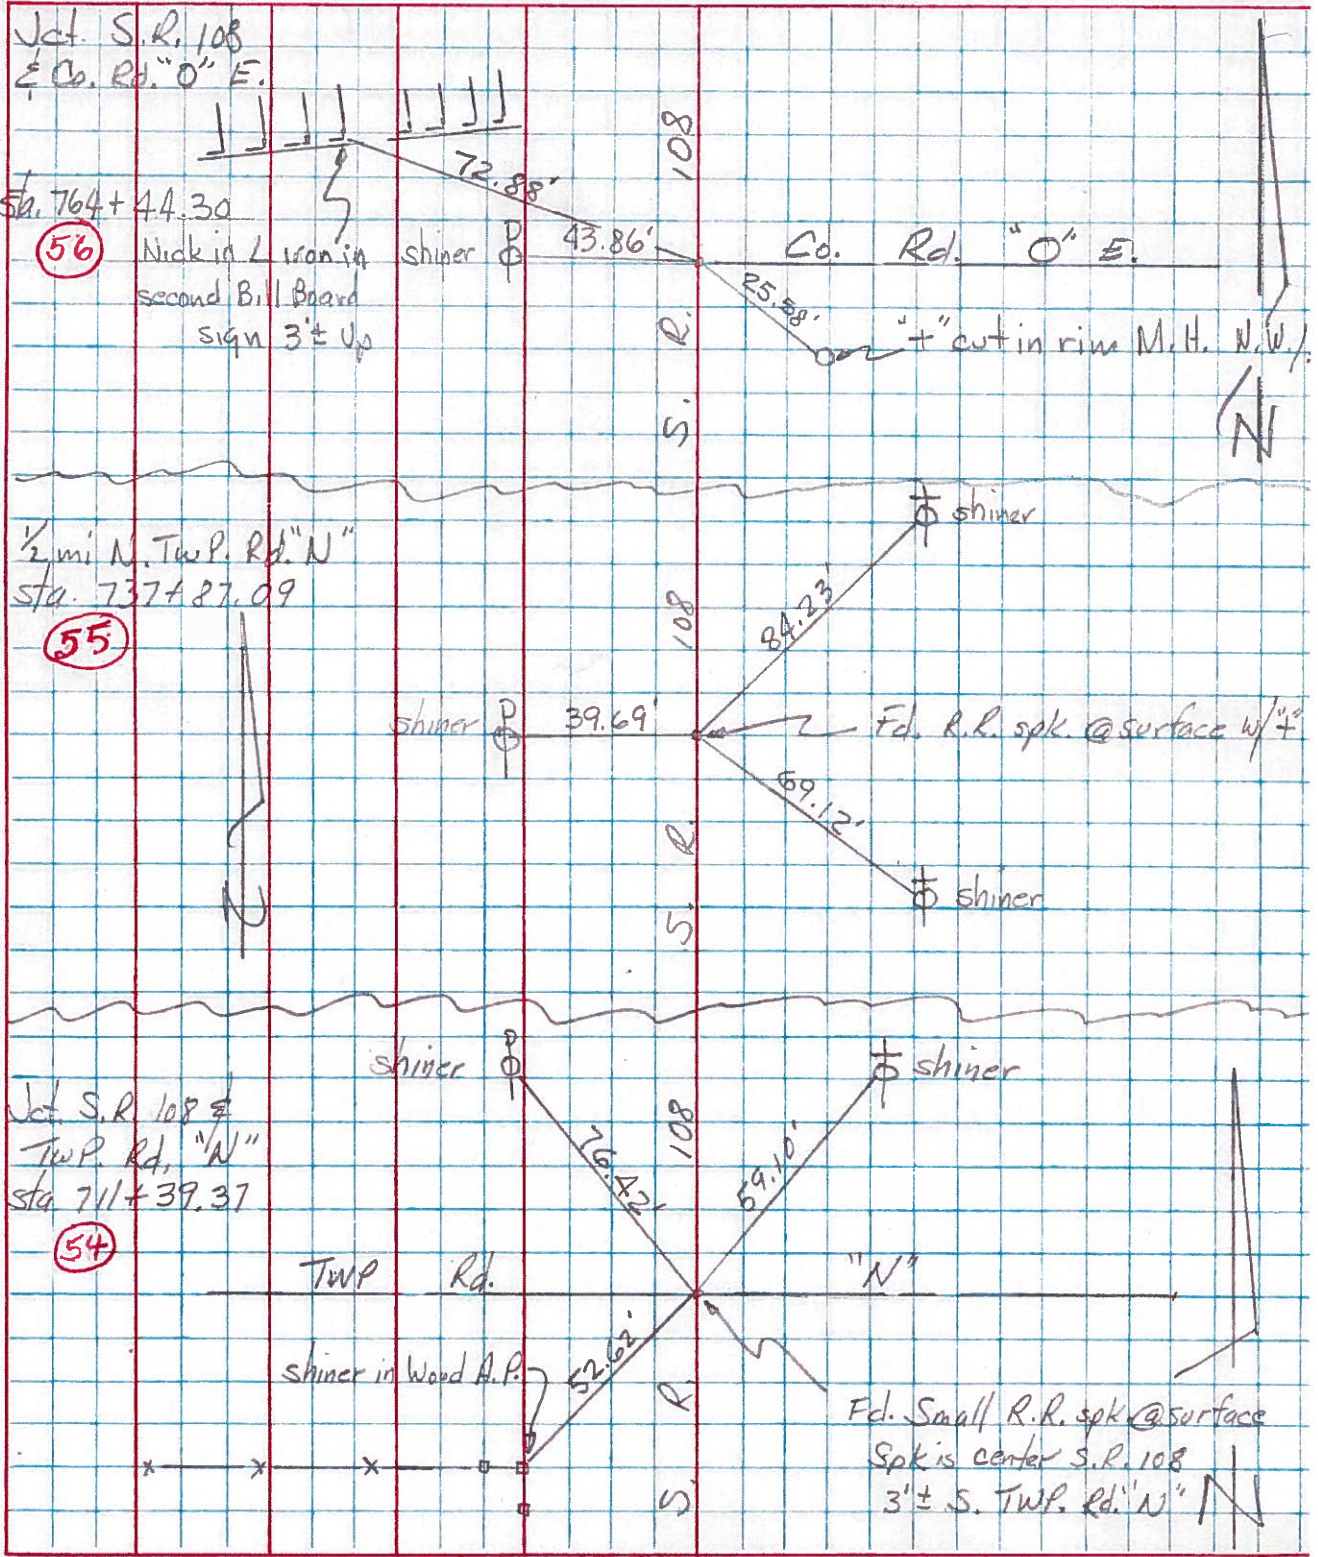 Jct. S.R. 108
& Co. Rd. "O" E.
108
72.88'
sta. 764+44.30
56
Nick in L iron in
second Bill Board
sign 3'± Up
shiner
P
43.86'
Co. Rd. "O" E.
25.58'
"+" cut in rim M.H. N.W.
S. R.
N
shiner
1/2 mi N. TwP. Rd. "N"
sta. 737+87.09
55
108
84.23'
shiner
P
39.69'
Fd. R.R. spk. @ surface w/ "+"
69.12'
S. R.
N
shiner
shiner
P
shiner
Jct. S.R. 108 &
TwP. Rd. "N"
sta 711+39.37
54
108
76.42'
59.10'
TWP Rd. "N"
shiner in Wood A.P.
52.62'
S. R.
Fd. Small R.R. spk @ surface
Spk is center S.R. 108
3'± S. TWP. Rd. "N"
N